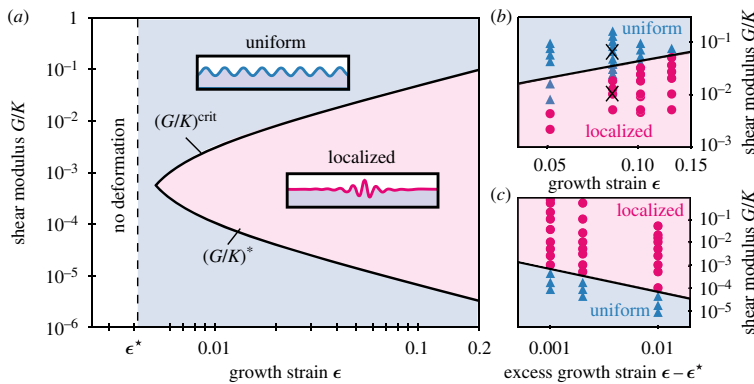 (a)
1
10⁻¹
10⁻²
10⁻³
10⁻⁴
10⁻⁵
10⁻⁶
shear modulus G/K
no deformation
uniform
(G/K)^crit
localized
(G/K)*
ϵ*
0.01
0.1
0.2
growth strain ϵ
(b)
uniform
localized
10⁻¹
10⁻²
10⁻³
shear modulus G/K
0.05
0.10
0.15
growth strain ϵ
(c)
localized
uniform
10⁻¹
10⁻²
10⁻³
10⁻⁴
10⁻⁵
shear modulus G/K
0.001
0.01
excess growth strain ϵ – ϵ*